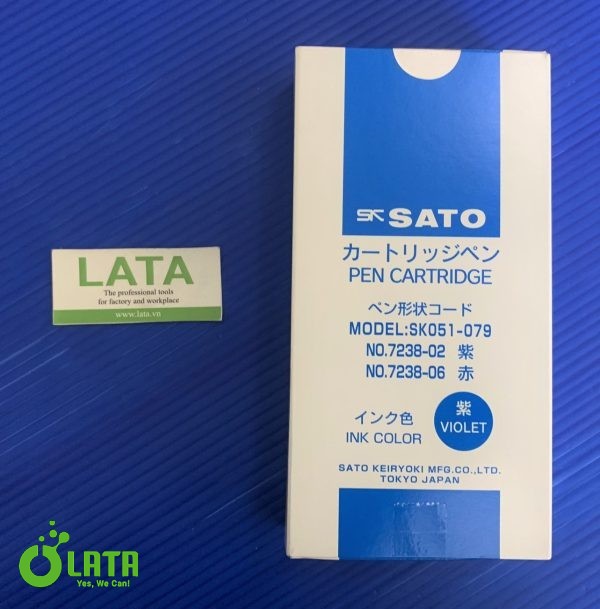 LATA
The professional tools
for factory and workplace
www.lata.vn
SK SATO
カートリッジペン
PEN CARTRIDGE
ペン形状コード
MODEL:SK051-079
NO.7238-02 紫
NO.7238-06 赤
インク色
INK COLOR
紫
VIOLET
SATO KEIRYOKI MFG.CO.,LTD.
TOKYO JAPAN
LATA
Yes, We Can!